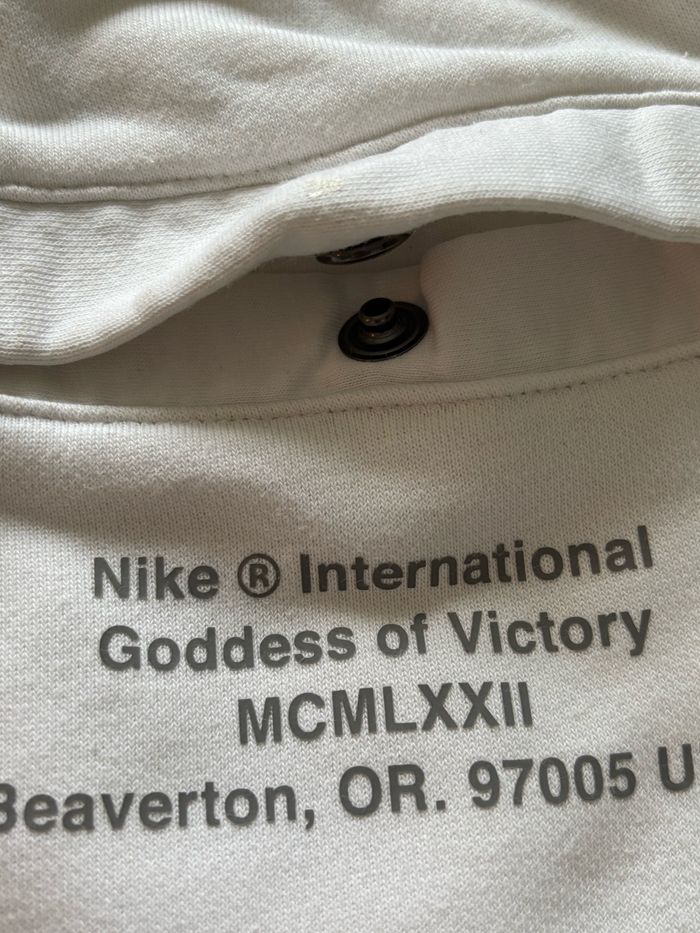 Nike ® International
Goddess of Victory
MCMLXXII
Beaverton, OR. 97005 U